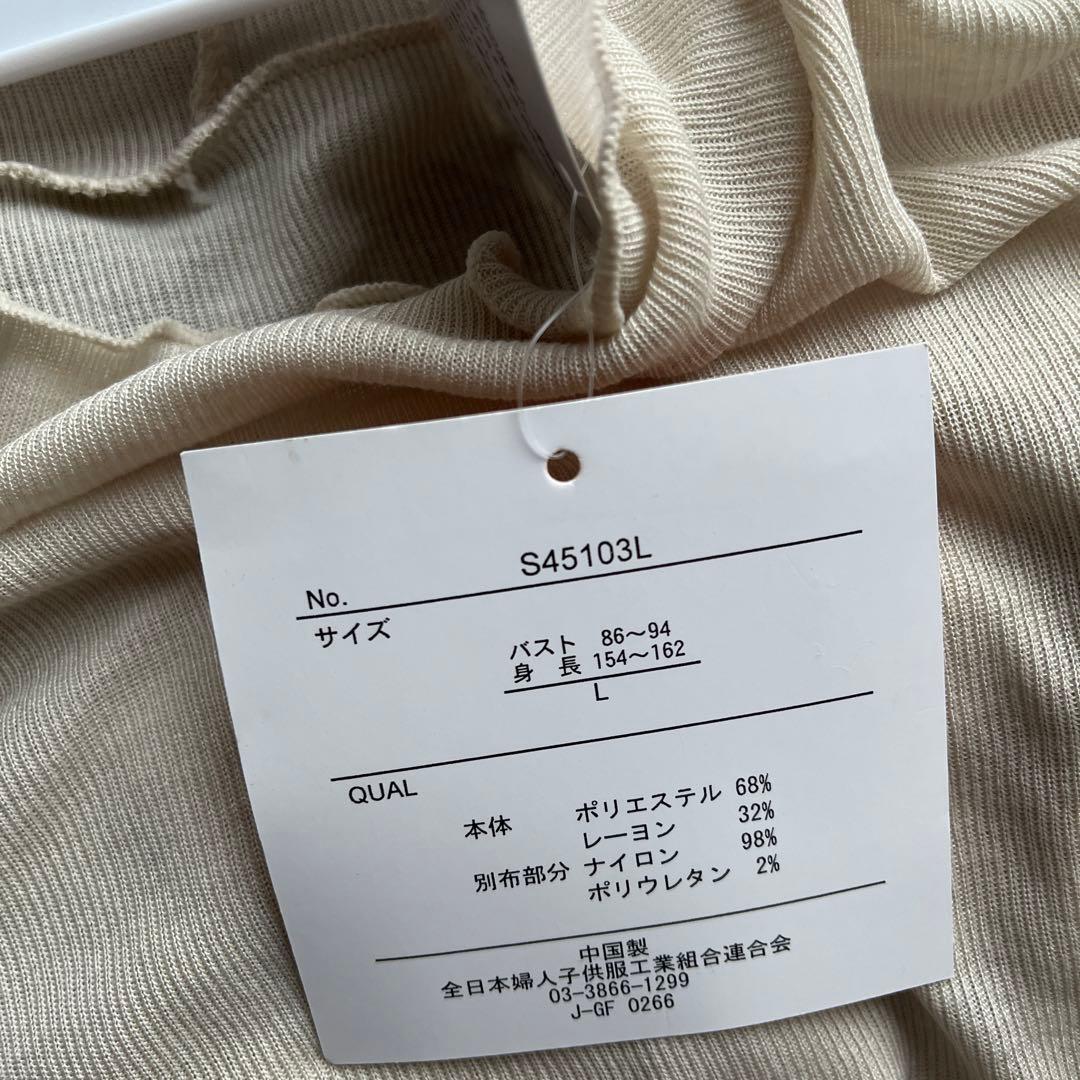 No. S45103L
サイズ
バスト 86～94
身　長 154～162
L
QUAL
本体 ポリエステル 68%
レーヨン 32%
別布部分 ナイロン 98%
ポリウレタン 2%
中国製
全日本婦人子供服工業組合連合会
03-3866-1299
J-GF 0266